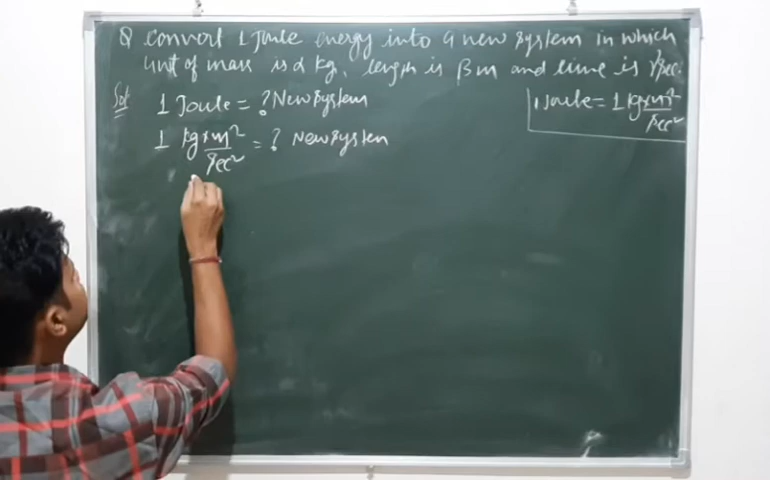 Q Convert 1 Joule energy into a new system in which
unit of mass is α kg, length is β m and time is γ sec.
Sol 1 Joule = ? New system
1 Joule = 1 kg×m²/sec²
1 kg×m²/sec² = ? New system